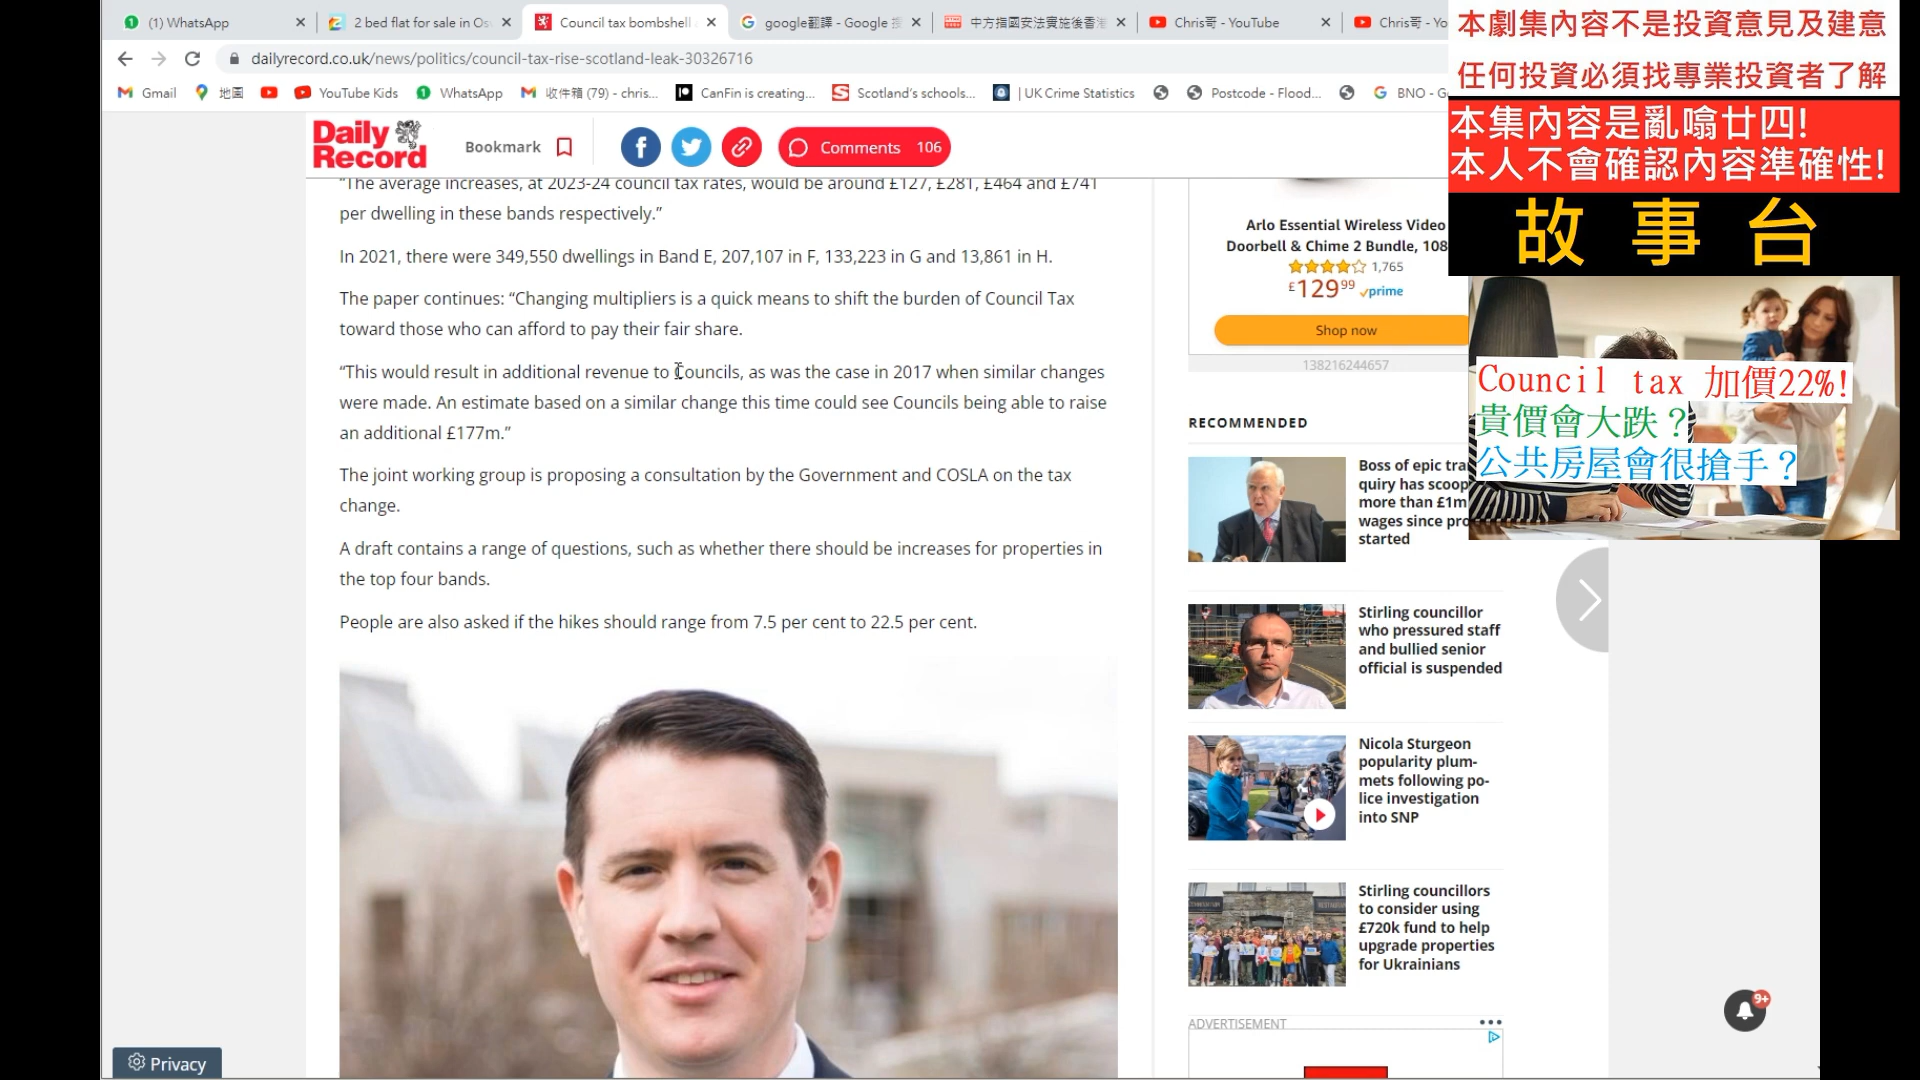 (1) WhatsApp
2 bed flat for sale in Os
Council tax bombshell
google翻譯 - Google 搜
中方指國安法實施後香港
Chris哥 - YouTube
Chris哥 - Yo
dailyrecord.co.uk/news/politics/council-tax-rise-scotland-leak-30326716
Gmail
地圖
YouTube Kids
WhatsApp
收件箱 (79) - chris...
CanFin is creating...
Scotland's schools...
| UK Crime Statistics
Postcode - Flood...
BNO - G
本劇集內容不是投資意見及建意
任何投資必須找專業投資者了解
本集內容是亂噏廿四!
本人不會確認內容準確性!
故 事 台
Council tax 加價22%!
貴價會大跌？
公共房屋會很搶手？
Daily
Record
Bookmark
Comments 106
“The average increases, at 2023-24 council tax rates, would be around £127, £281, £464 and £741
per dwelling in these bands respectively.”
In 2021, there were 349,550 dwellings in Band E, 207,107 in F, 133,223 in G and 13,861 in H.
The paper continues: “Changing multipliers is a quick means to shift the burden of Council Tax
toward those who can afford to pay their fair share.
“This would result in additional revenue to Councils, as was the case in 2017 when similar changes
were made. An estimate based on a similar change this time could see Councils being able to raise
an additional £177m.”
The joint working group is proposing a consultation by the Government and COSLA on the tax
change.
A draft contains a range of questions, such as whether there should be increases for properties in
the top four bands.
People are also asked if the hikes should range from 7.5 per cent to 22.5 per cent.
Arlo Essential Wireless Video
Doorbell & Chime 2 Bundle, 108
1,765
£129⁹⁹ prime
Shop now
138216244657
RECOMMENDED
Boss of epic tra
quiry has scoop
more than £1m
wages since pro
started
Stirling councillor
who pressured staff
and bullied senior
official is suspended
Nicola Sturgeon
popularity plum-
mets following po-
lice investigation
into SNP
Stirling councillors
to consider using
£720k fund to help
upgrade properties
for Ukrainians
ADVERTISEMENT
9+
Privacy